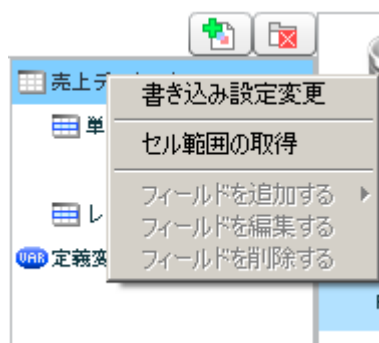 売上デ
書き込み設定変更
単
セル範囲の取得
フィールドを追加する
レ
フィールドを編集する
VAR 定義変
フィールドを削除する